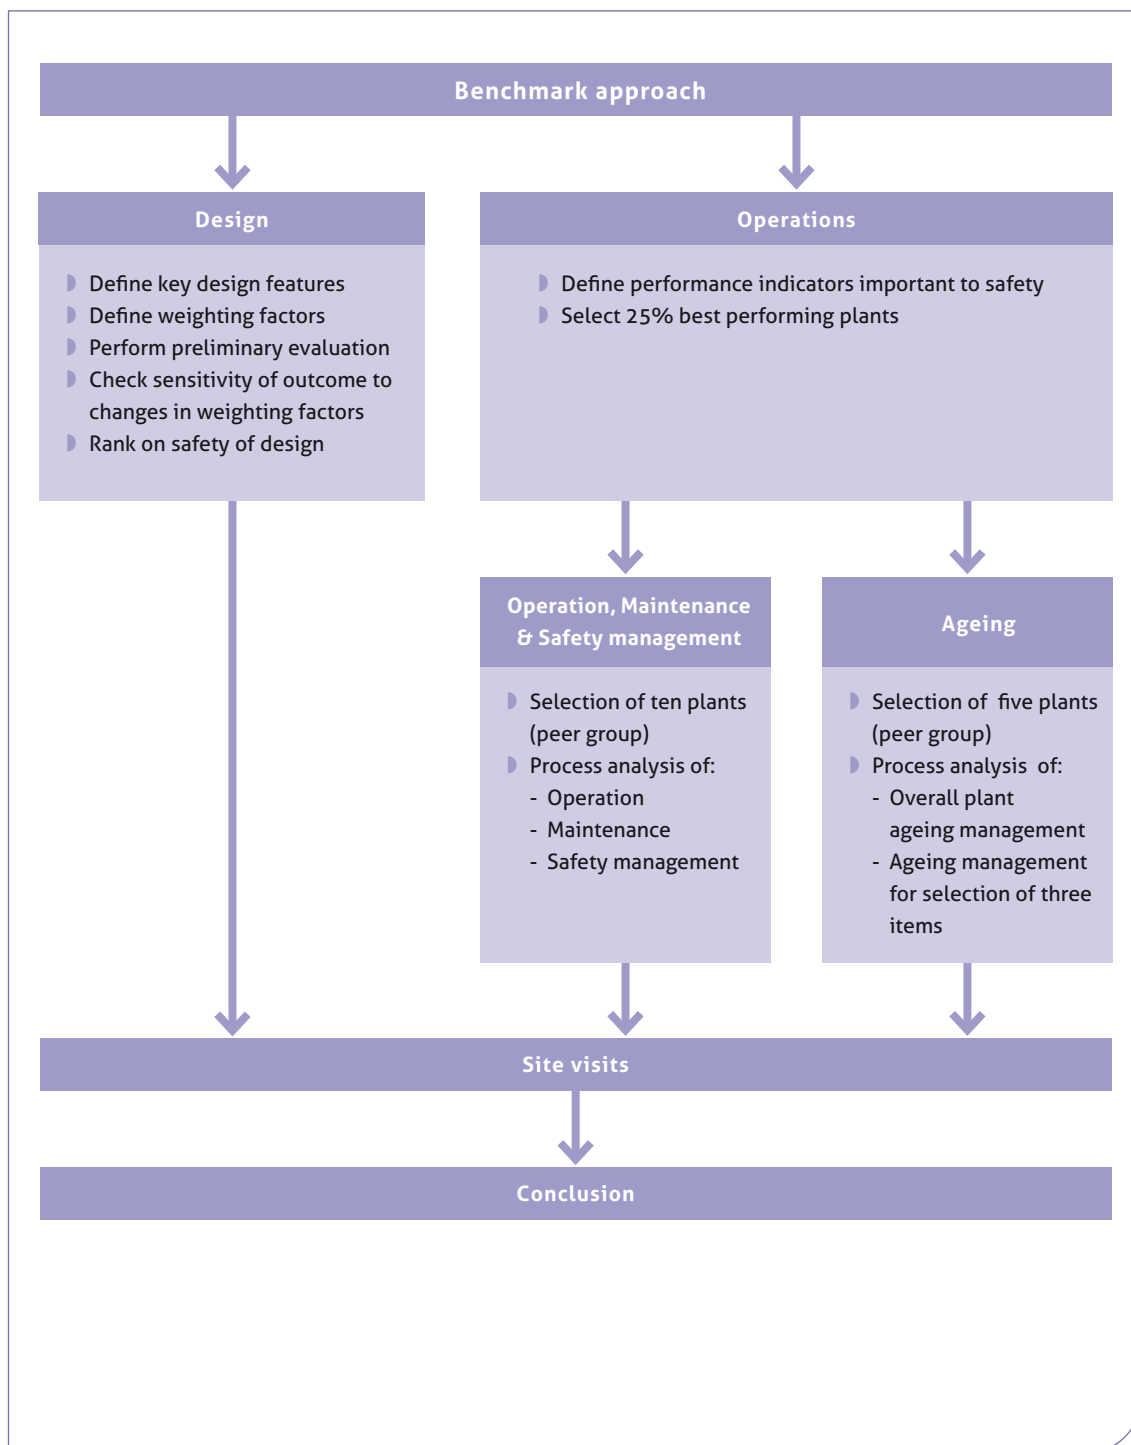 Benchmark approach
Design
Define key design features
Define weighting factors
Perform preliminary evaluation
Check sensitivity of outcome to
changes in weighting factors
Rank on safety of design
Operations
Define performance indicators important to safety
Select 25% best performing plants
Operation, Maintenance
& Safety management
Selection of ten plants
(peer group)
Process analysis of:
- Operation
- Maintenance
- Safety management
Ageing
Selection of five plants
(peer group)
Process analysis of:
- Overall plant
ageing management
- Ageing management
for selection of three
items
Site visits
Conclusion